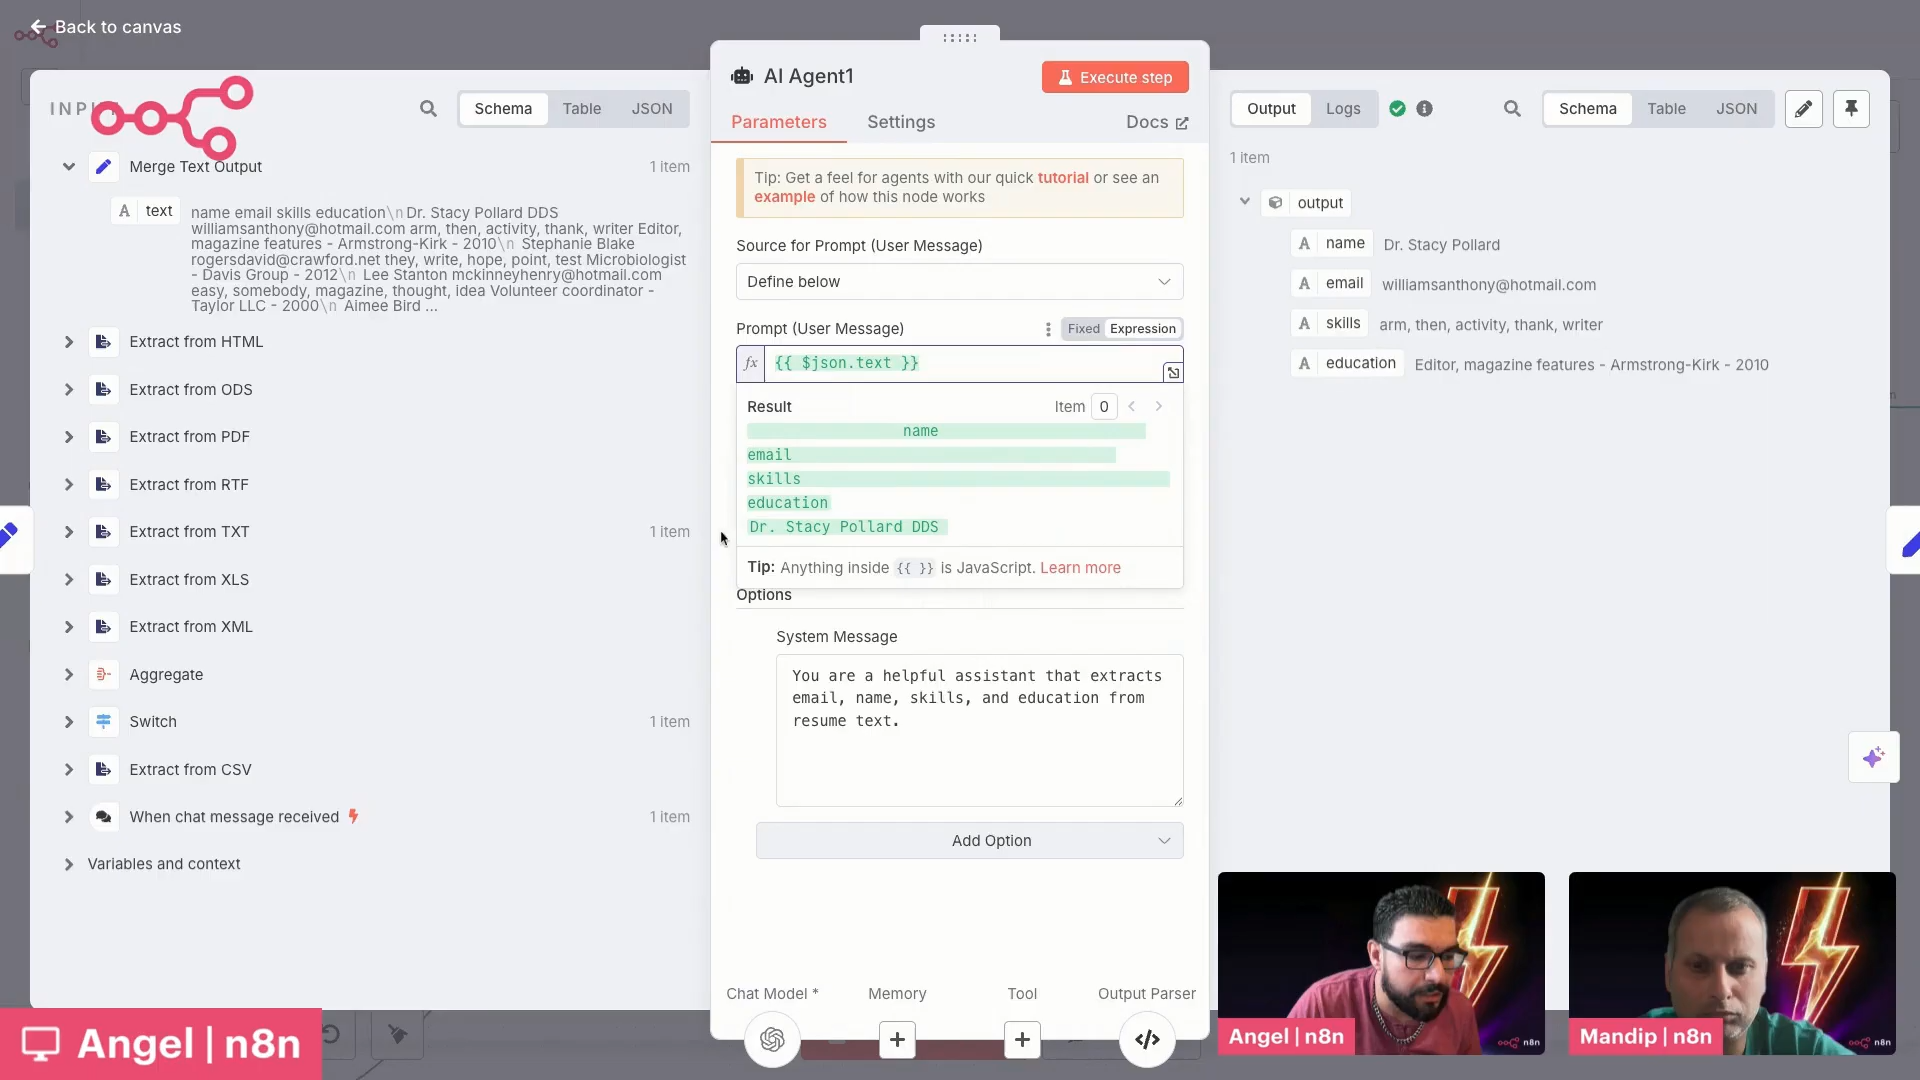 Back to canvas
INP
Schema
Table
JSON
Merge Text Output
1 item
A text
name email skills education\n Dr. Stacy Pollard DDS
williamsanthony@hotmail.com arm, then, activity, thank, writer Editor,
magazine features - Armstrong-Kirk - 2010\n Stephanie Blake
rogersdavid@crawford.net they, write, hope, point, test Microbiologist
- Davis Group - 2012\n Lee Stanton mckinneyhenry@hotmail.com
easy, somebody, magazine, thought, idea Volunteer coordinator -
Taylor LLC - 2000\n Aimee Bird ...
Extract from HTML
Extract from ODS
Extract from PDF
Extract from RTF
Extract from TXT
1 item
Extract from XLS
Extract from XML
Aggregate
Switch
1 item
Extract from CSV
When chat message received
1 item
Variables and context
AI Agent1
Execute step
Parameters
Settings
Docs
Tip: Get a feel for agents with our quick tutorial or see an
example of how this node works
Source for Prompt (User Message)
Define below
Prompt (User Message)
Fixed
Expression
fx
{{ $json.text }}
Result
Item 0
name
email
skills
education
Dr. Stacy Pollard DDS
Tip: Anything inside {{ }} is JavaScript. Learn more
Options
System Message
You are a helpful assistant that extracts
email, name, skills, and education from
resume text.
Add Option
Chat Model *
Memory
Tool
Output Parser
Output
Logs
Schema
Table
JSON
1 item
output
A name Dr. Stacy Pollard
A email williamsanthony@hotmail.com
A skills arm, then, activity, thank, writer
A education Editor, magazine features - Armstrong-Kirk - 2010
Angel | n8n
Angel | n8n
n8n
Mandip | n8n
n8n